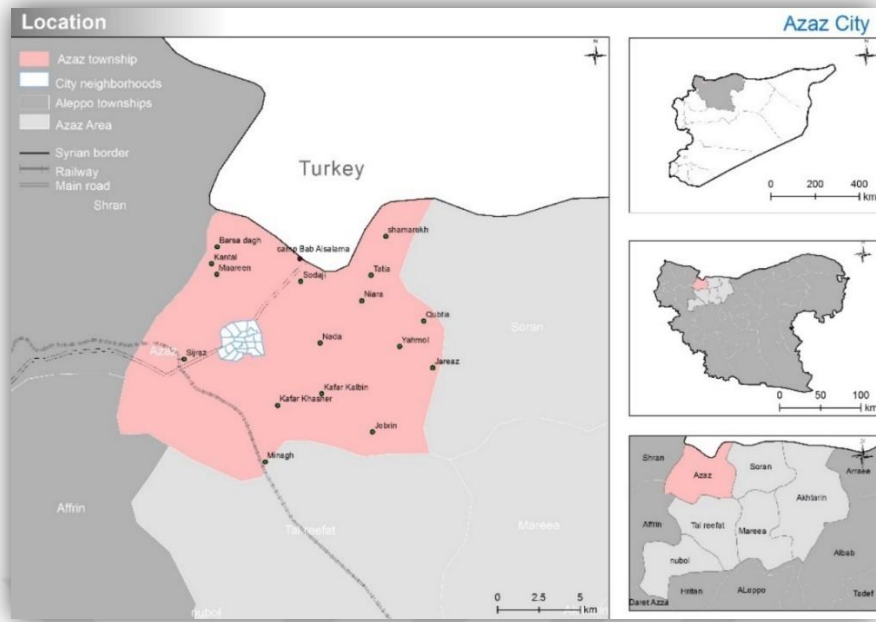 Location
Azaz City
Azaz township
City neighborhoods
Aleppo townships
Azaz Area
Syrian border
Railway
Main road
Shran
Turkey
N
shamarekh
Barsa dagh
camp Bab Alsalama
Kantal
Maareen
Sodaji
Tatia
Niara
Qubtia
Soran
Nada
Yahmol
Azaz
Sijraz
Jareaz
Kafar Kalbin
Kafar Khasher
Jobrin
Minagh
Affrin
Tal reefat
Mareea
nubol
0 2.5 5
km
N
0 200 400
km
N
0 50 100
km
Shran
Soran
Azaz
Akhtarin
Affrin
Tal reefat
Mareea
Albab
nubol
Hritan
ALeppo
Tadef
Daret Azza